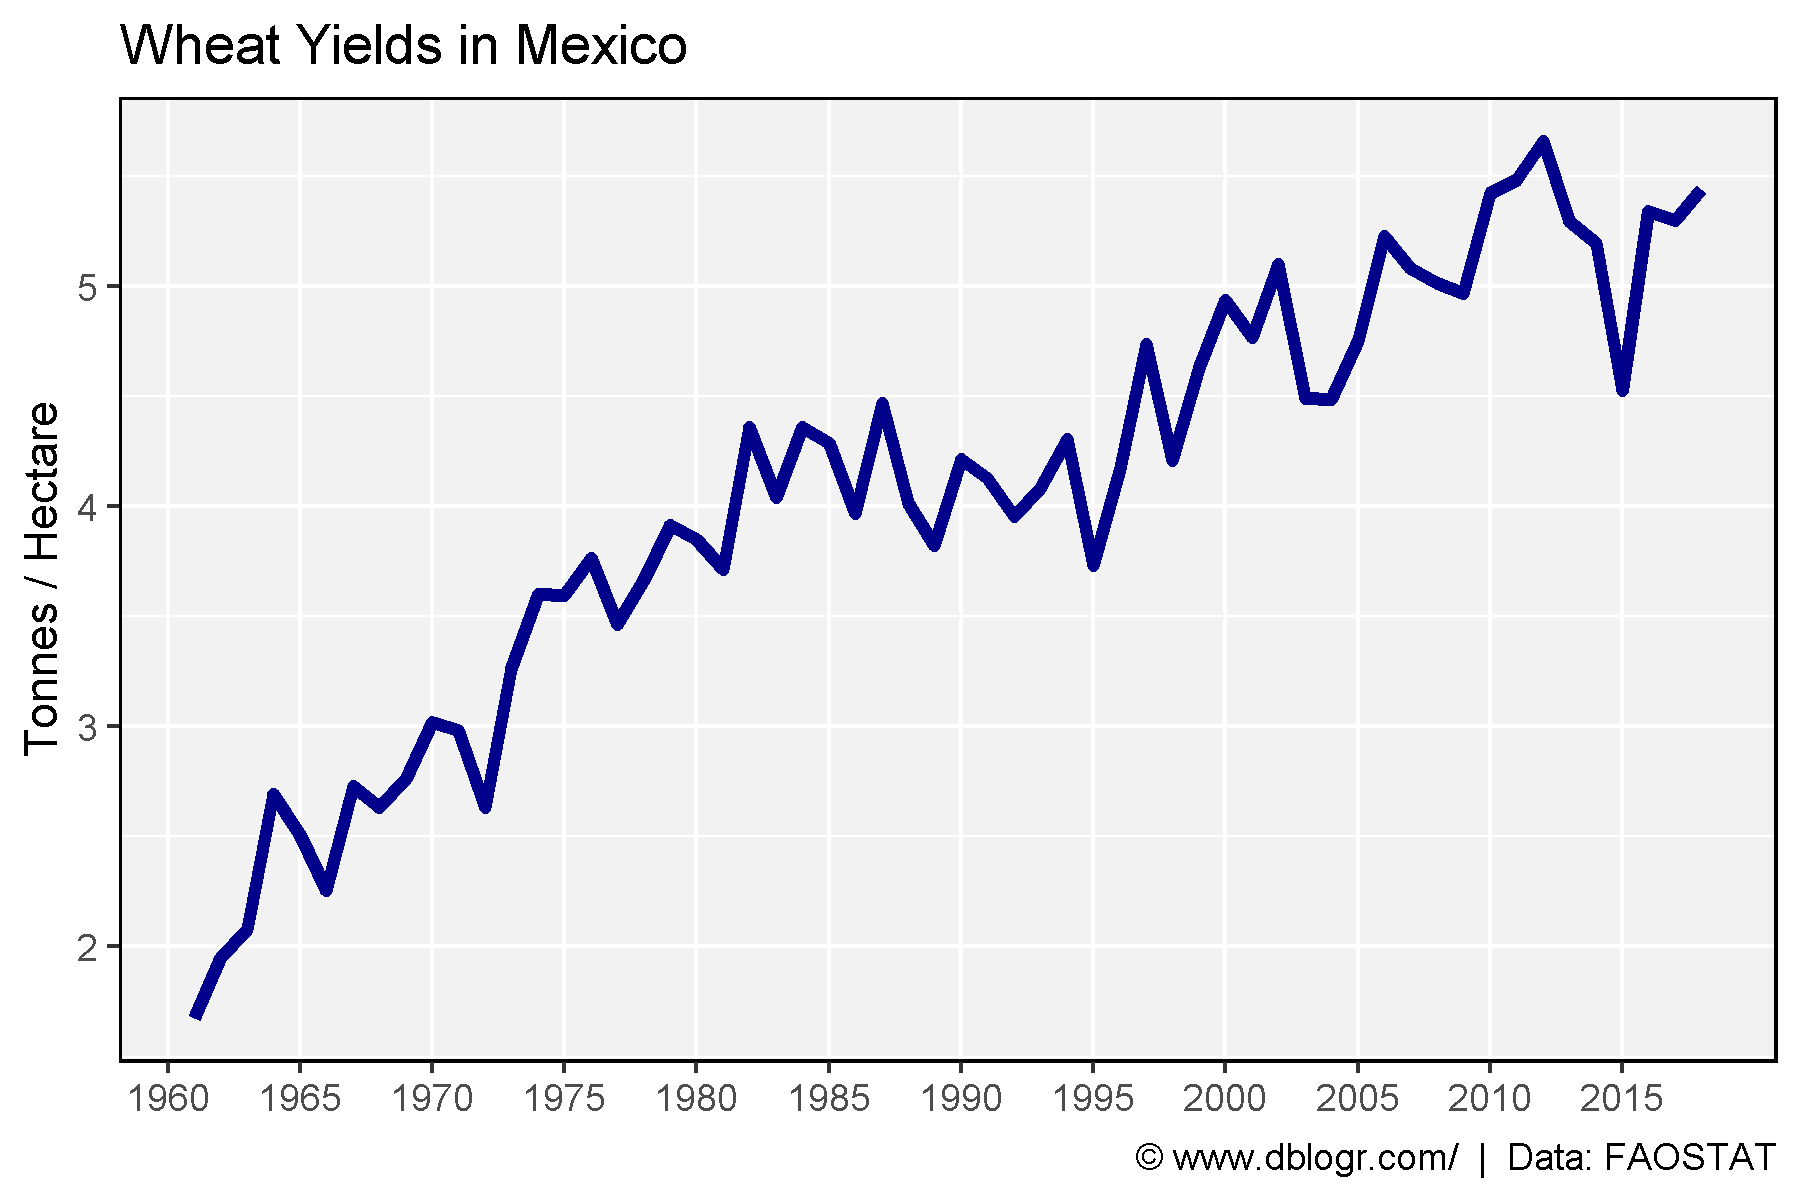 Wheat Yields in Mexico
Tonnes / Hectare
5
4
3
2
1960 1965 1970 1975 1980 1985 1990 1995 2000 2005 2010 2015
© www.dblogr.com/ | Data: FAOSTAT